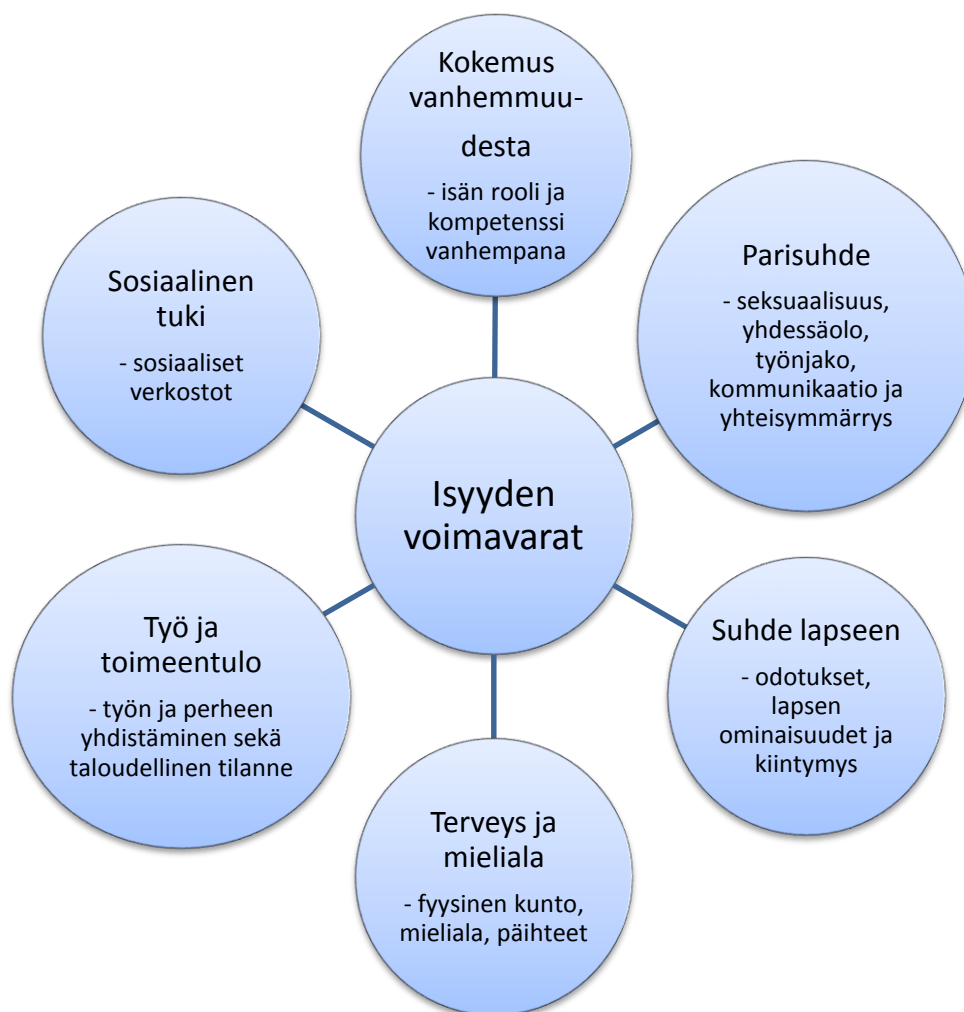 Kokemus
vanhemmuu-
desta
- isän rooli ja
kompetenssi
vanhempana
Parisuhde
- seksuaalisuus,
yhdessäolo,
työnjako,
kommunikaatio ja
yhteisymmärrys
Suhde lapseen
- odotukset,
lapsen
ominaisuudet ja
kiintymys
Terveys ja
mieliala
- fyysinen kunto,
mieliala, päihteet
Työ ja
toimeentulo
- työn ja perheen
yhdistäminen sekä
taloudellinen tilanne
Sosiaalinen
tuki
- sosiaaliset
verkostot
Isyyden
voimavarat